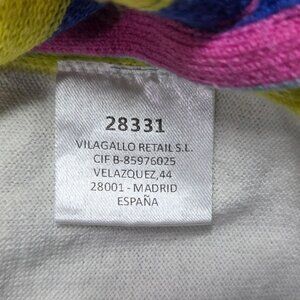 28331
VILAGALLO RETAIL S.L.
CIF B-85976025
VELAZQUEZ,44
28001 - MADRID
ESPAÑA